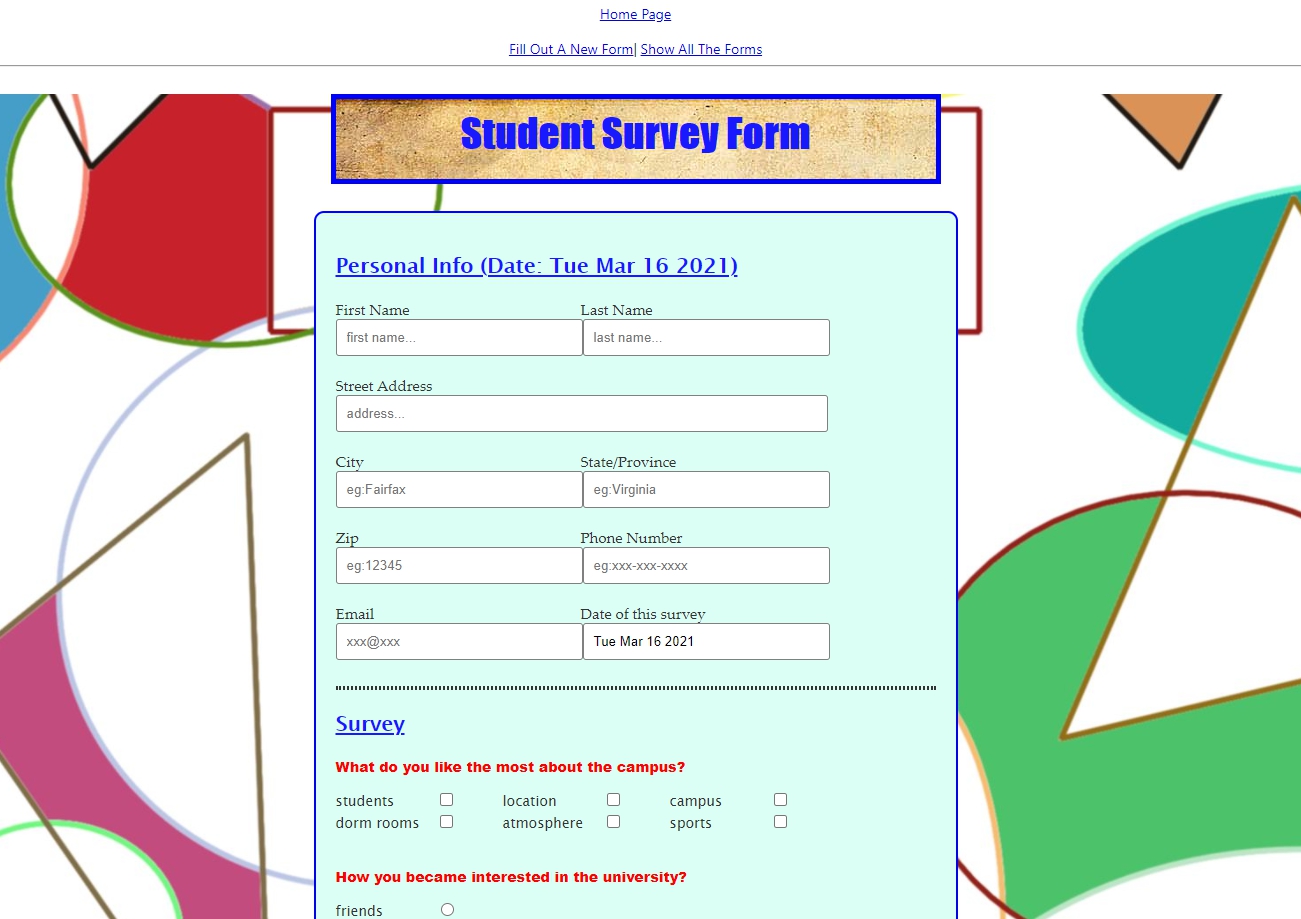 Home Page
Fill Out A New Form| Show All The Forms
Student Survey Form
Personal Info (Date: Tue Mar 16 2021)
First Name Last Name
first name... last name...
Street Address
address...
City State/Province
eg:Fairfax eg:Virginia
Zip Phone Number
eg:12345 eg:xxx-xxx-xxxx
Email Date of this survey
xxx@xxx Tue Mar 16 2021
Survey
What do you like the most about the campus?
students location campus
dorm rooms atmosphere sports
How you became interested in the university?
friends